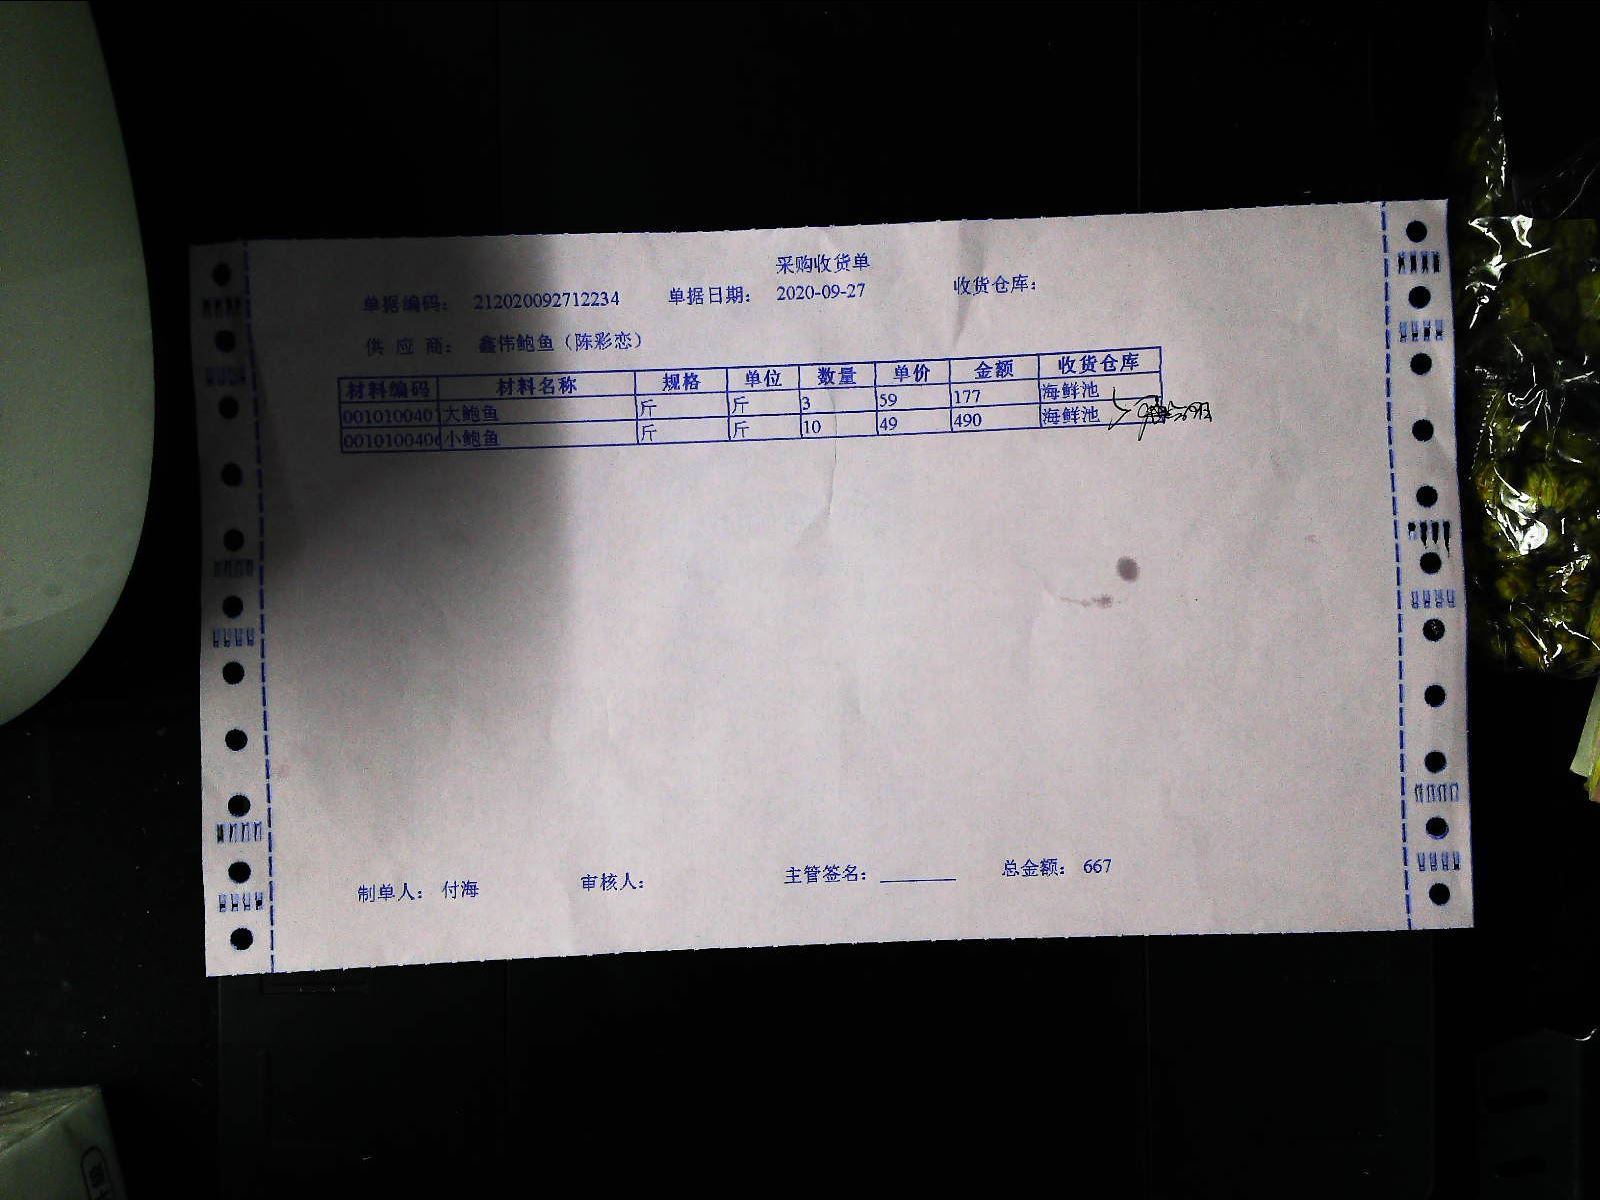 采购收货单
单据编码： 212020092712234 单据日期： 2020-09-27 收货仓库：
供 应 商： 鑫伟鲍鱼（陈彩恋）
材料编码 材料名称 规格 单位 数量 单价 金额 收货仓库
0010100401 大鲍鱼 斤 斤 3 59 177 海鲜池
001010040 小鲍鱼 斤 斤 10 49 490 海鲜池
制单人： 付海 审核人： 主管签名： 总金额： 667